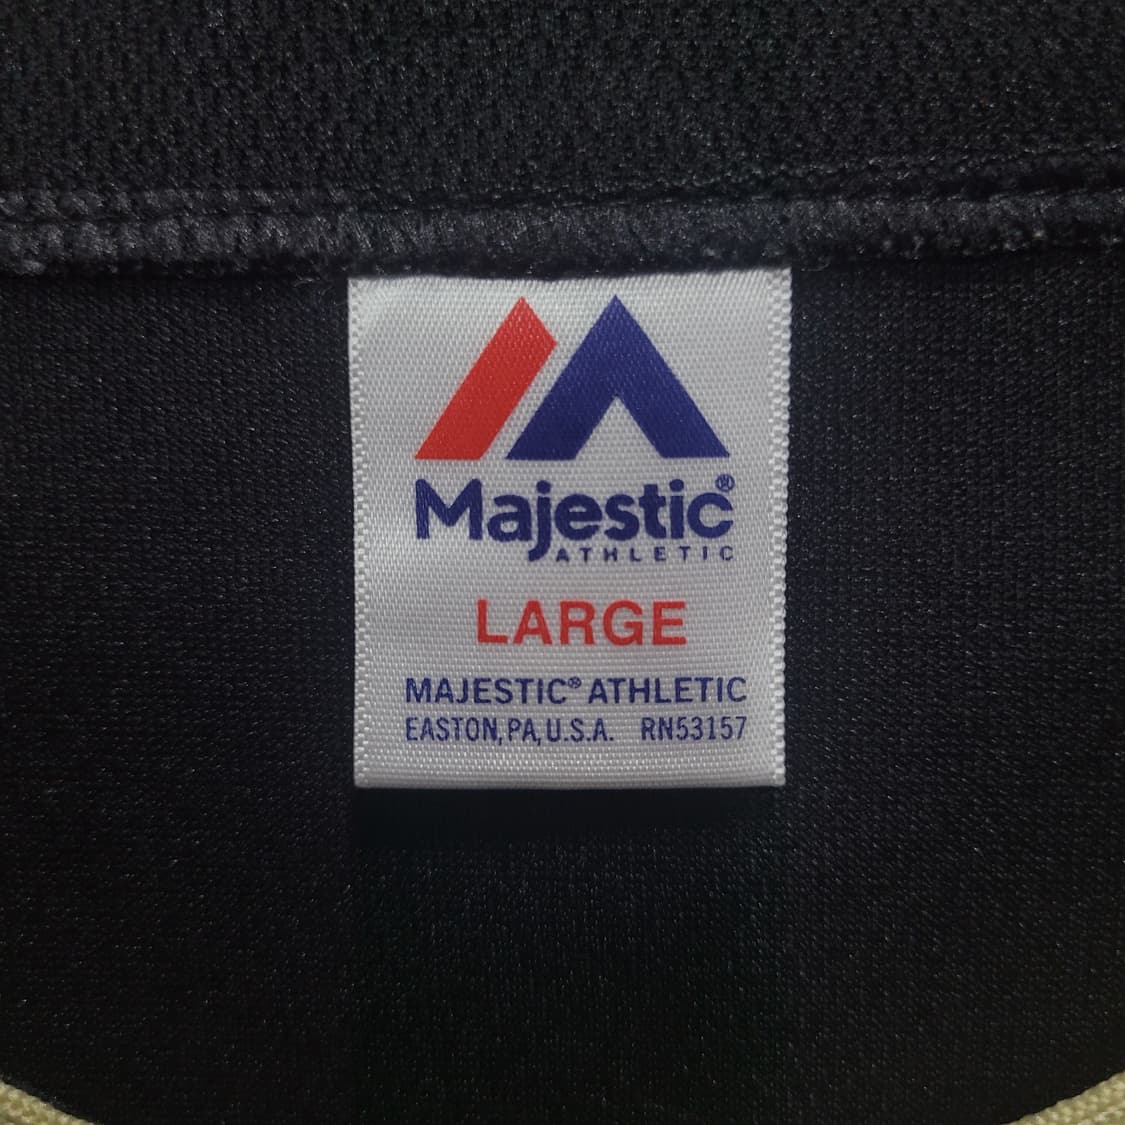 Majestic®
ATHLETIC
LARGE
MAJESTIC® ATHLETIC
EASTON, PA, U.S.A. RN53157